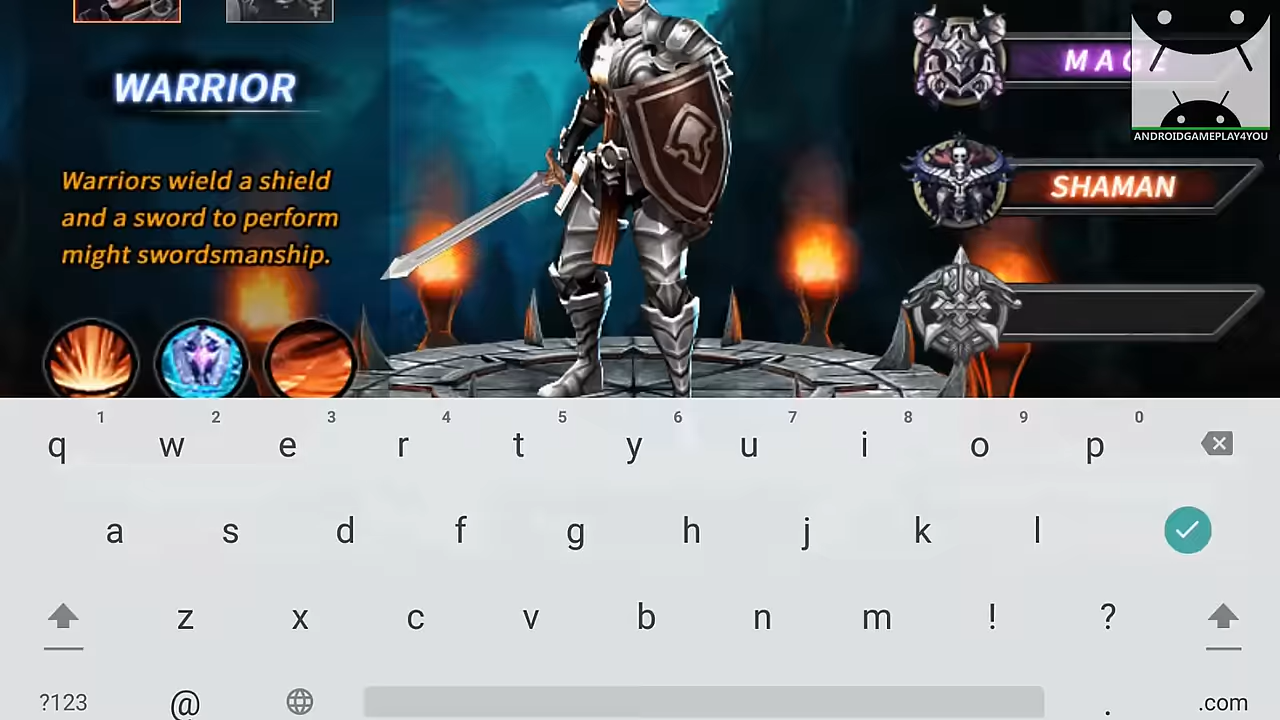 WARRIOR
Warriors wield a shield
and a sword to perform
might swordsmanship.
MAGE
SHAMAN
ANDROIDGAMEPLAY4YOU
1 2 3 4 5 6 7 8 9 0
q w e r t y u i o p
a s d f g h j k l
z x c v b n m ! ?
?123 @ . .com